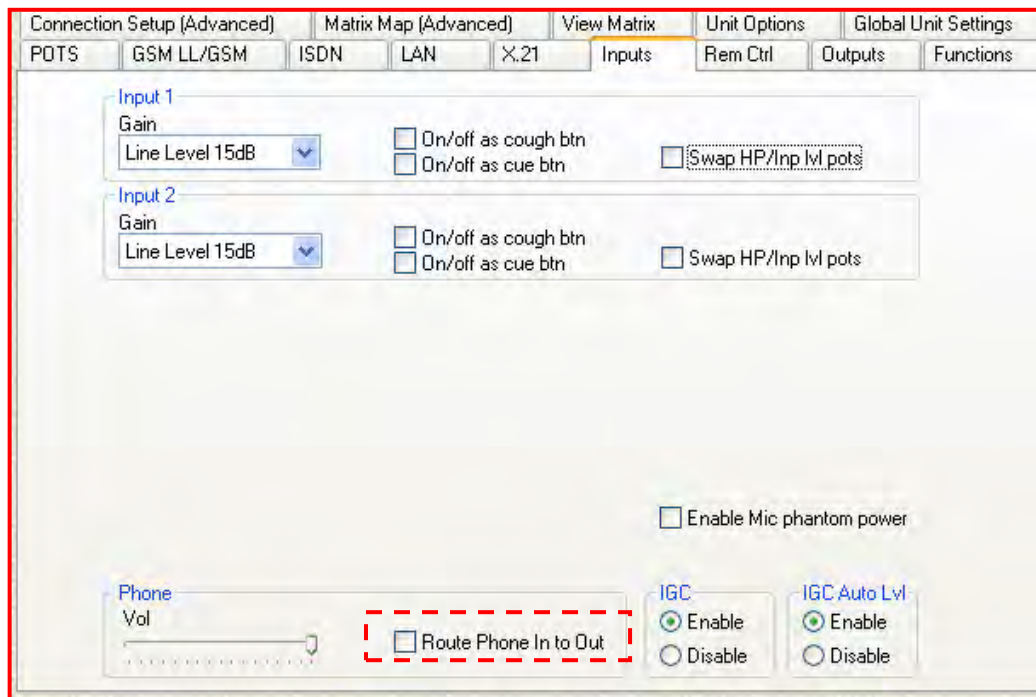 Connection Setup (Advanced) Matrix Map (Advanced) View Matrix Unit Options Global Unit Settings
POTS GSM LL/GSM ISDN LAN X.21 Inputs Rem Ctrl Outputs Functions
Input 1
Gain
Line Level 15dB
On/off as cough btn
On/off as cue btn
Swap HP/Inp lvl pots
Input 2
Gain
Line Level 15dB
On/off as cough btn
On/off as cue btn
Swap HP/Inp lvl pots
Enable Mic phantom power
Phone
Vol
Route Phone In to Out
IGC
Enable
Disable
IGC Auto Lvl
Enable
Disable